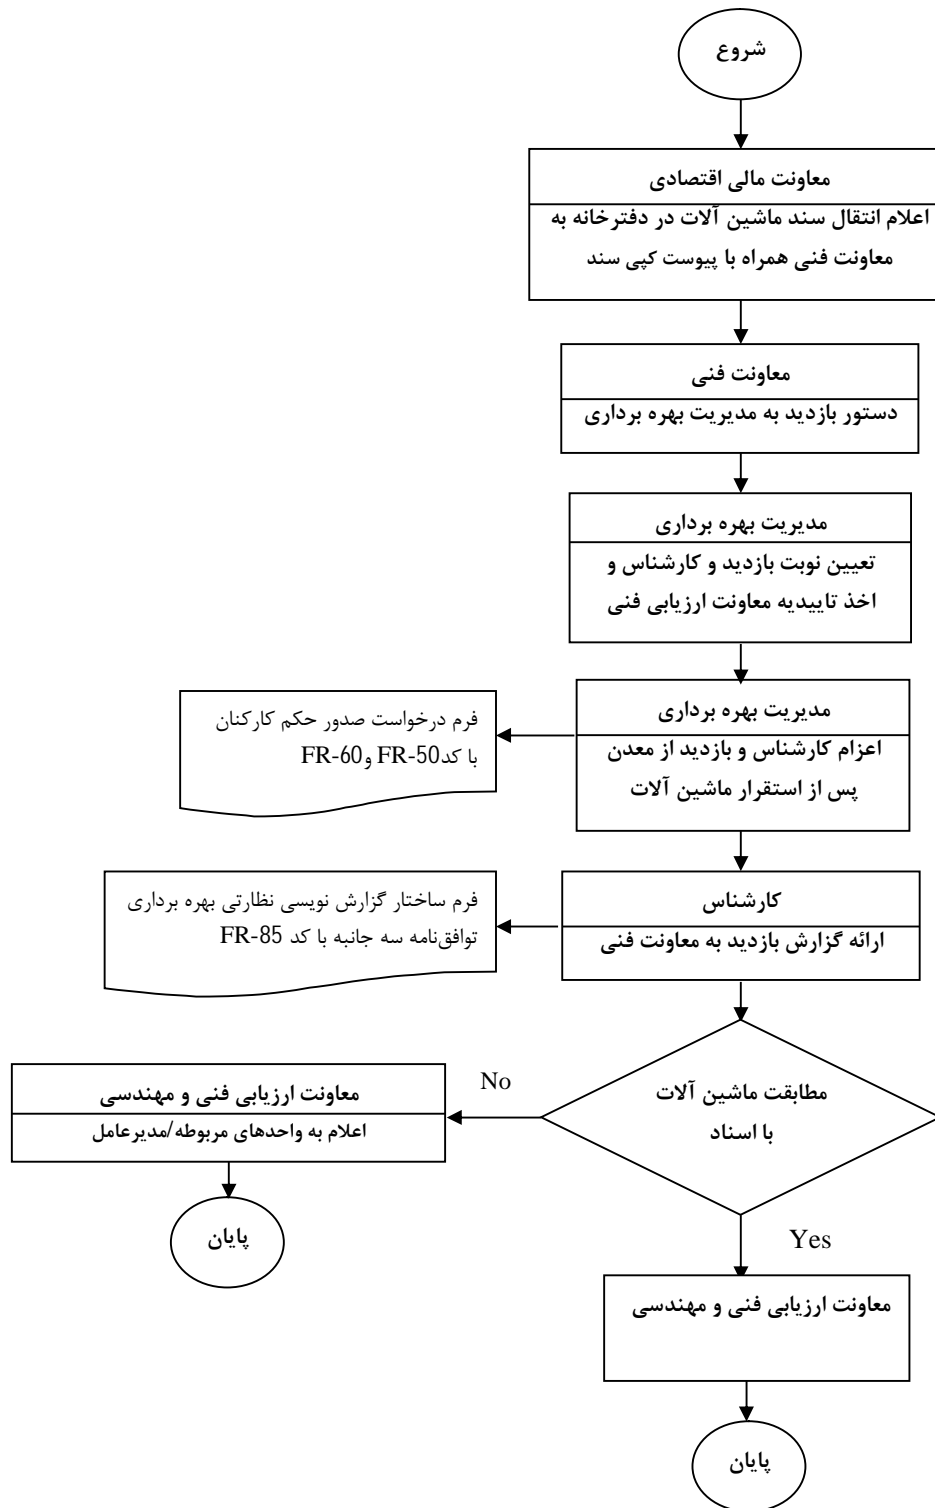 شروع
معاونت مالی اقتصادی
اعلام انتقال سند ماشین آلات در دفترخانه به
معاونت فنی همراه با پیوست کپی سند
معاونت فنی
دستور بازدید به مدیریت بهره برداری
مدیریت بهره برداری
تعیین نوبت بازدید و کارشناس و
اخذ تاییدیه معاونت ارزیابی فنی
مدیریت بهره برداری
اعزام کارشناس و بازدید از معدن
پس از استقرار ماشین آلات
فرم درخواست صدور حکم کارکنان
با کدFR-50 وFR-60
کارشناس
ارائه گزارش بازدید به معاونت فنی
فرم ساختار گزارش نویسی نظارتی بهره برداری
توافق‌نامه سه جانبه با کد FR-85
مطابقت ماشین آلات
با اسناد
No
معاونت ارزیابی فنی و مهندسی
اعلام به واحدهای مربوطه/مدیرعامل
پایان
Yes
معاونت ارزیابی فنی و مهندسی
پایان